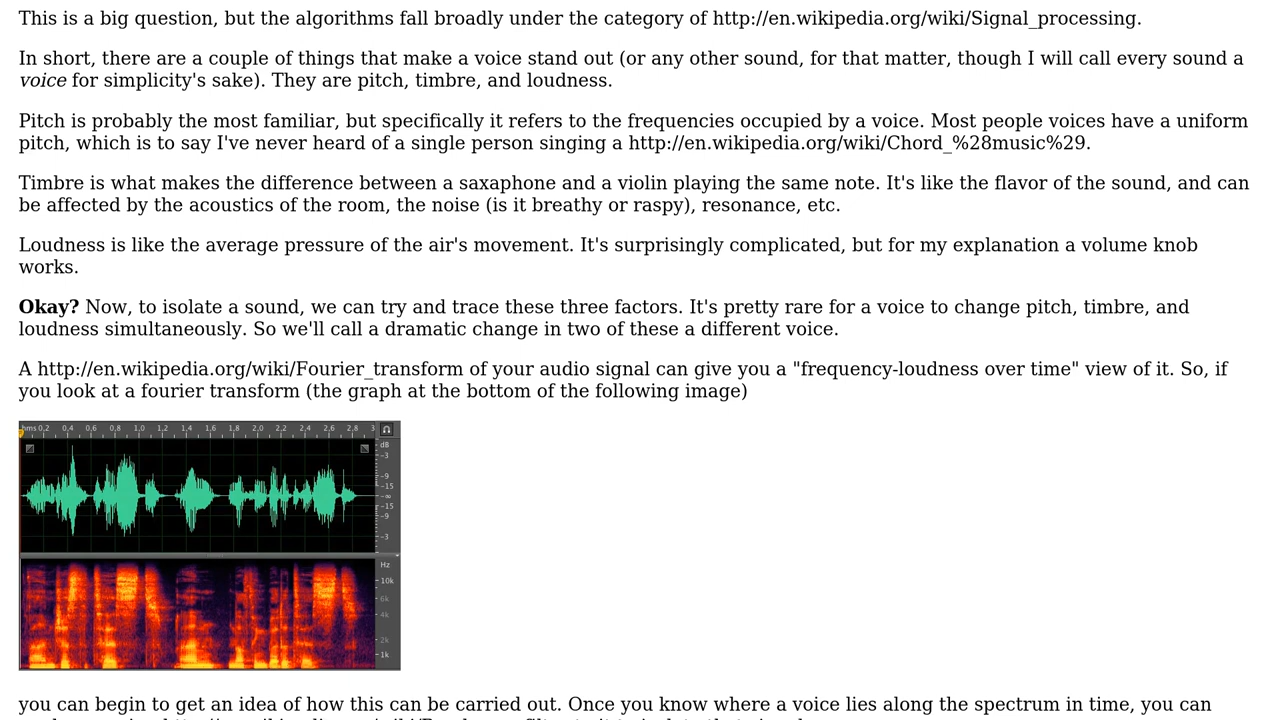 This is a big question, but the algorithms fall broadly under the category of http://en.wikipedia.org/wiki/Signal_processing.
In short, there are a couple of things that make a voice stand out (or any other sound, for that matter, though I will call every sound a
voice for simplicity's sake). They are pitch, timbre, and loudness.
Pitch is probably the most familiar, but specifically it refers to the frequencies occupied by a voice. Most people voices have a uniform
pitch, which is to say I've never heard of a single person singing a http://en.wikipedia.org/wiki/Chord_%28music%29.
Timbre is what makes the difference between a saxaphone and a violin playing the same note. It's like the flavor of the sound, and can
be affected by the acoustics of the room, the noise (is it breathy or raspy), resonance, etc.
Loudness is like the average pressure of the air's movement. It's surprisingly complicated, but for my explanation a volume knob
works.
Okay? Now, to isolate a sound, we can try and trace these three factors. It's pretty rare for a voice to change pitch, timbre, and
loudness simultaneously. So we'll call a dramatic change in two of these a different voice.
A http://en.wikipedia.org/wiki/Fourier_transform of your audio signal can give you a "frequency-loudness over time" view of it. So, if
you look at a fourier transform (the graph at the bottom of the following image)
hms 0,2 0,4 0,6 0,8 1,0 1,2 1,4 1,6 1,8 2,0 2,2 2,4 2,6 2,8 3
dB
-3
-9
-15
-∞
-15
-9
-3
Hz
10k
6k
4k
2k
1k
you can begin to get an idea of how this can be carried out. Once you know where a voice lies along the spectrum in time, you can